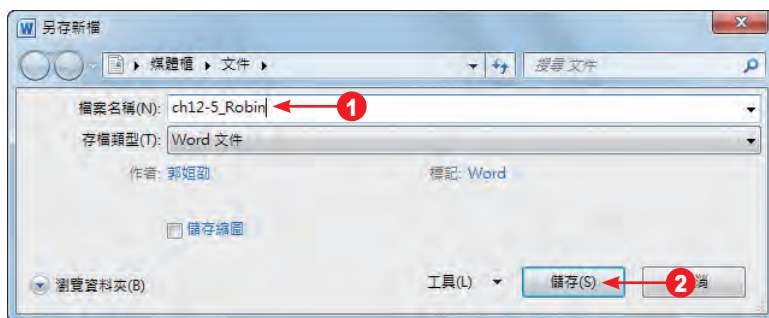 另存新檔
媒體櫃 ▸ 文件 ▸
搜尋 文件
檔案名稱(N): ch12-5_Robin
1
存檔類型(T): Word 文件
作者: 郭姮劭
標記: Word
儲存縮圖
瀏覽資料夾(B)
工具(L)
儲存(S)
2
消